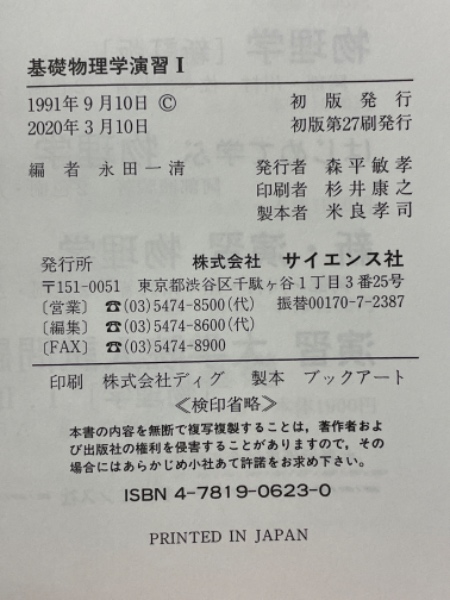 基礎物理学演習 I
1991年9月10日 © 初版発行
2020年3月10日 初版第27刷発行
編者 永田一清 発行者 森平敏孝
印刷者 杉井康之
製本者 米良孝司
発行所 株式会社 サイエンス社
〒151-0051 東京都渋谷区千駄ヶ谷1丁目3番25号
〔営業〕 ☎(03)5474-8500(代) 振替00170-7-2387
〔編集〕 ☎(03)5474-8600(代)
〔FAX〕 ☎(03)5474-8900
印刷 株式会社ディグ 製本 ブックアート
《検印省略》
本書の内容を無断で複写複製することは，著作者およ
び出版社の権利を侵害することがありますので，その
場合にはあらかじめ小社あて許諾をお求め下さい。
ISBN 4-7819-0623-0
PRINTED IN JAPAN